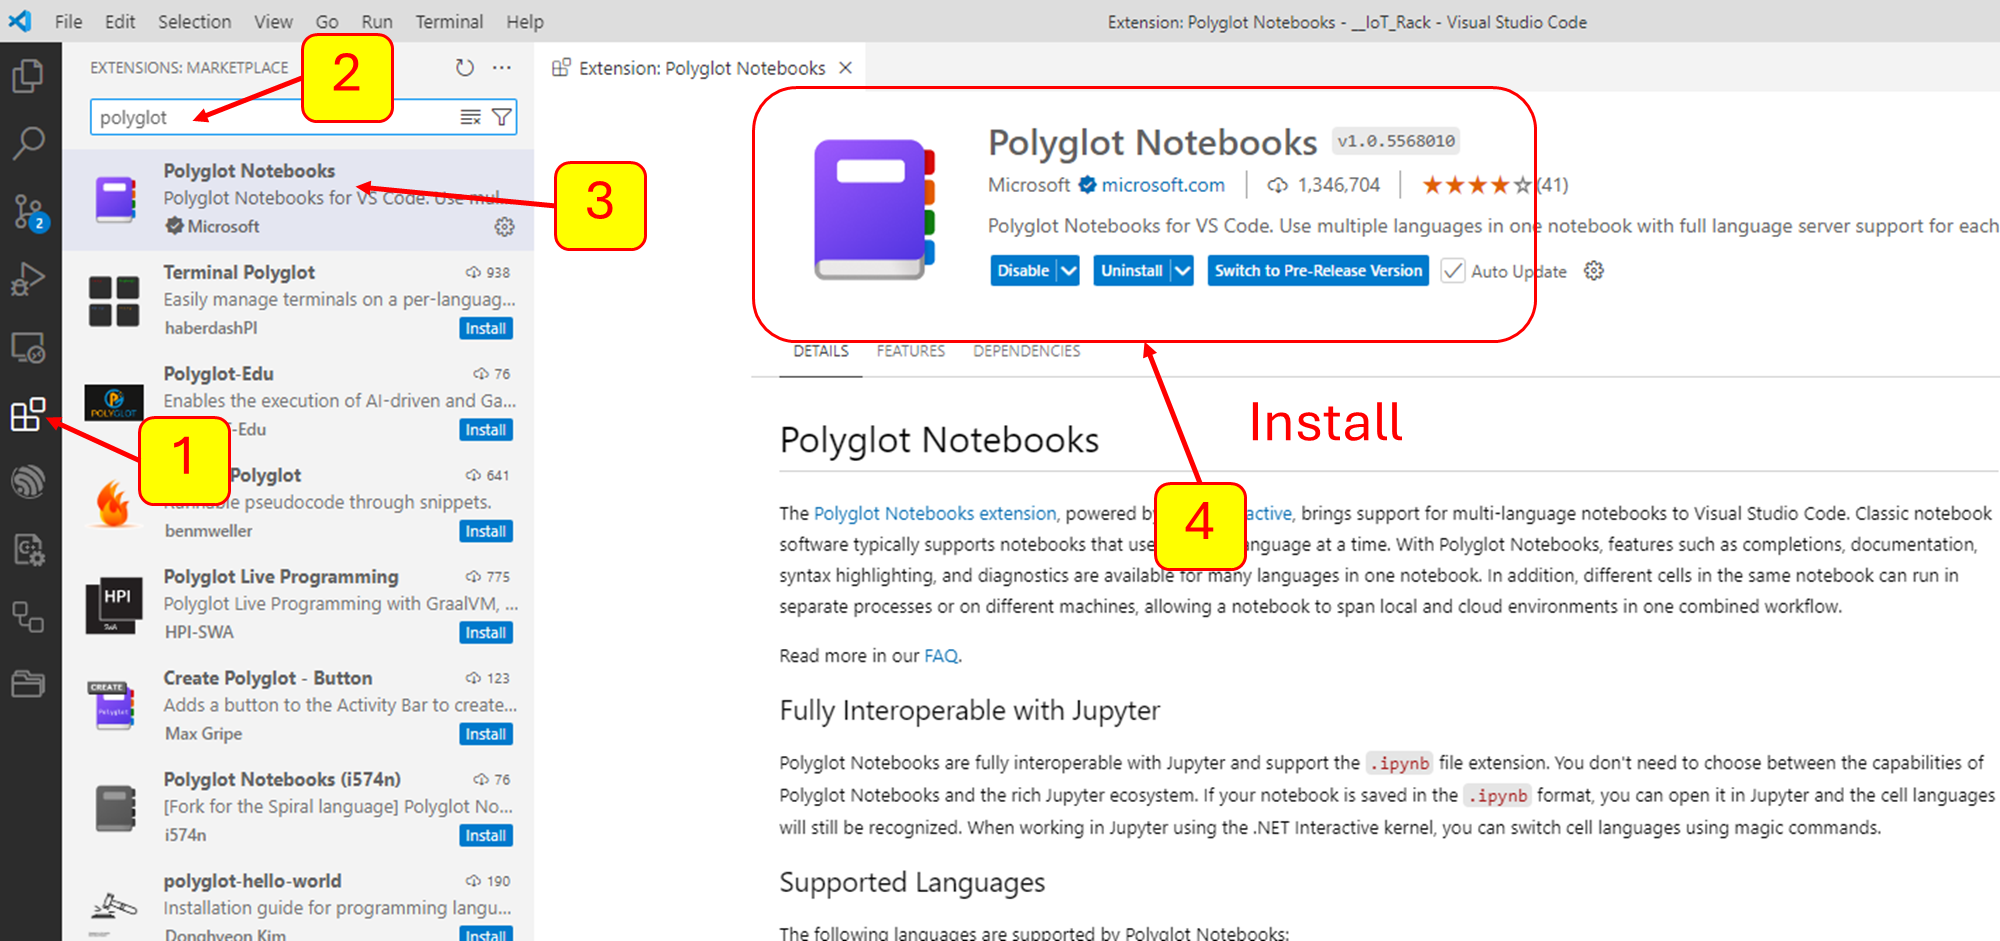 File Edit Selection View Go Run Terminal Help
Extension: Polyglot Notebooks - __IoT_Rack - Visual Studio Code
EXTENSIONS: MARKETPLACE
2
polyglot
Polyglot Notebooks
Polyglot Notebooks for VS Code. Use mul...
Microsoft
3
Terminal Polyglot 938
Easily manage terminals on a per-languag...
haberdashPI Install
Polyglot-Edu 76
Enables the execution of AI-driven and Ga...
POLYGLOT
-Edu Install
1
Polyglot 641
pseudocode through snippets.
benmweller Install
Polyglot Live Programming 775
HPI
SWA
Polyglot Live Programming with GraalVM, ...
HPI-SWA Install
Create Polyglot - Button 123
CREATE
Polyglot
Adds a button to the Activity Bar to create...
Max Gripe Install
Polyglot Notebooks (i574n) 76
[Fork for the Spiral language] Polyglot No...
i574n Install
polyglot-hello-world 190
Installation guide for programming langu...
Donghyeon Kim Install
2
Extension: Polyglot Notebooks
Polyglot Notebooks v1.0.5568010
Microsoft microsoft.com 1,346,704 (41)
Polyglot Notebooks for VS Code. Use multiple languages in one notebook with full language server support for each
Disable Uninstall Switch to Pre-Release Version Auto Update
DETAILS FEATURES DEPENDENCIES
Install
4
Polyglot Notebooks
The Polyglot Notebooks extension, powered b active, brings support for multi-language notebooks to Visual Studio Code. Classic notebook
software typically supports notebooks that use anguage at a time. With Polyglot Notebooks, features such as completions, documentation,
syntax highlighting, and diagnostics are available for many languages in one notebook. In addition, different cells in the same notebook can run in
separate processes or on different machines, allowing a notebook to span local and cloud environments in one combined workflow.
Read more in our FAQ.
Fully Interoperable with Jupyter
Polyglot Notebooks are fully interoperable with Jupyter and support the .ipynb file extension. You don't need to choose between the capabilities of
Polyglot Notebooks and the rich Jupyter ecosystem. If your notebook is saved in the .ipynb format, you can open it in Jupyter and the cell languages
will still be recognized. When working in Jupyter using the .NET Interactive kernel, you can switch cell languages using magic commands.
Supported Languages
The following languages are supported by Polyglot Notebooks: